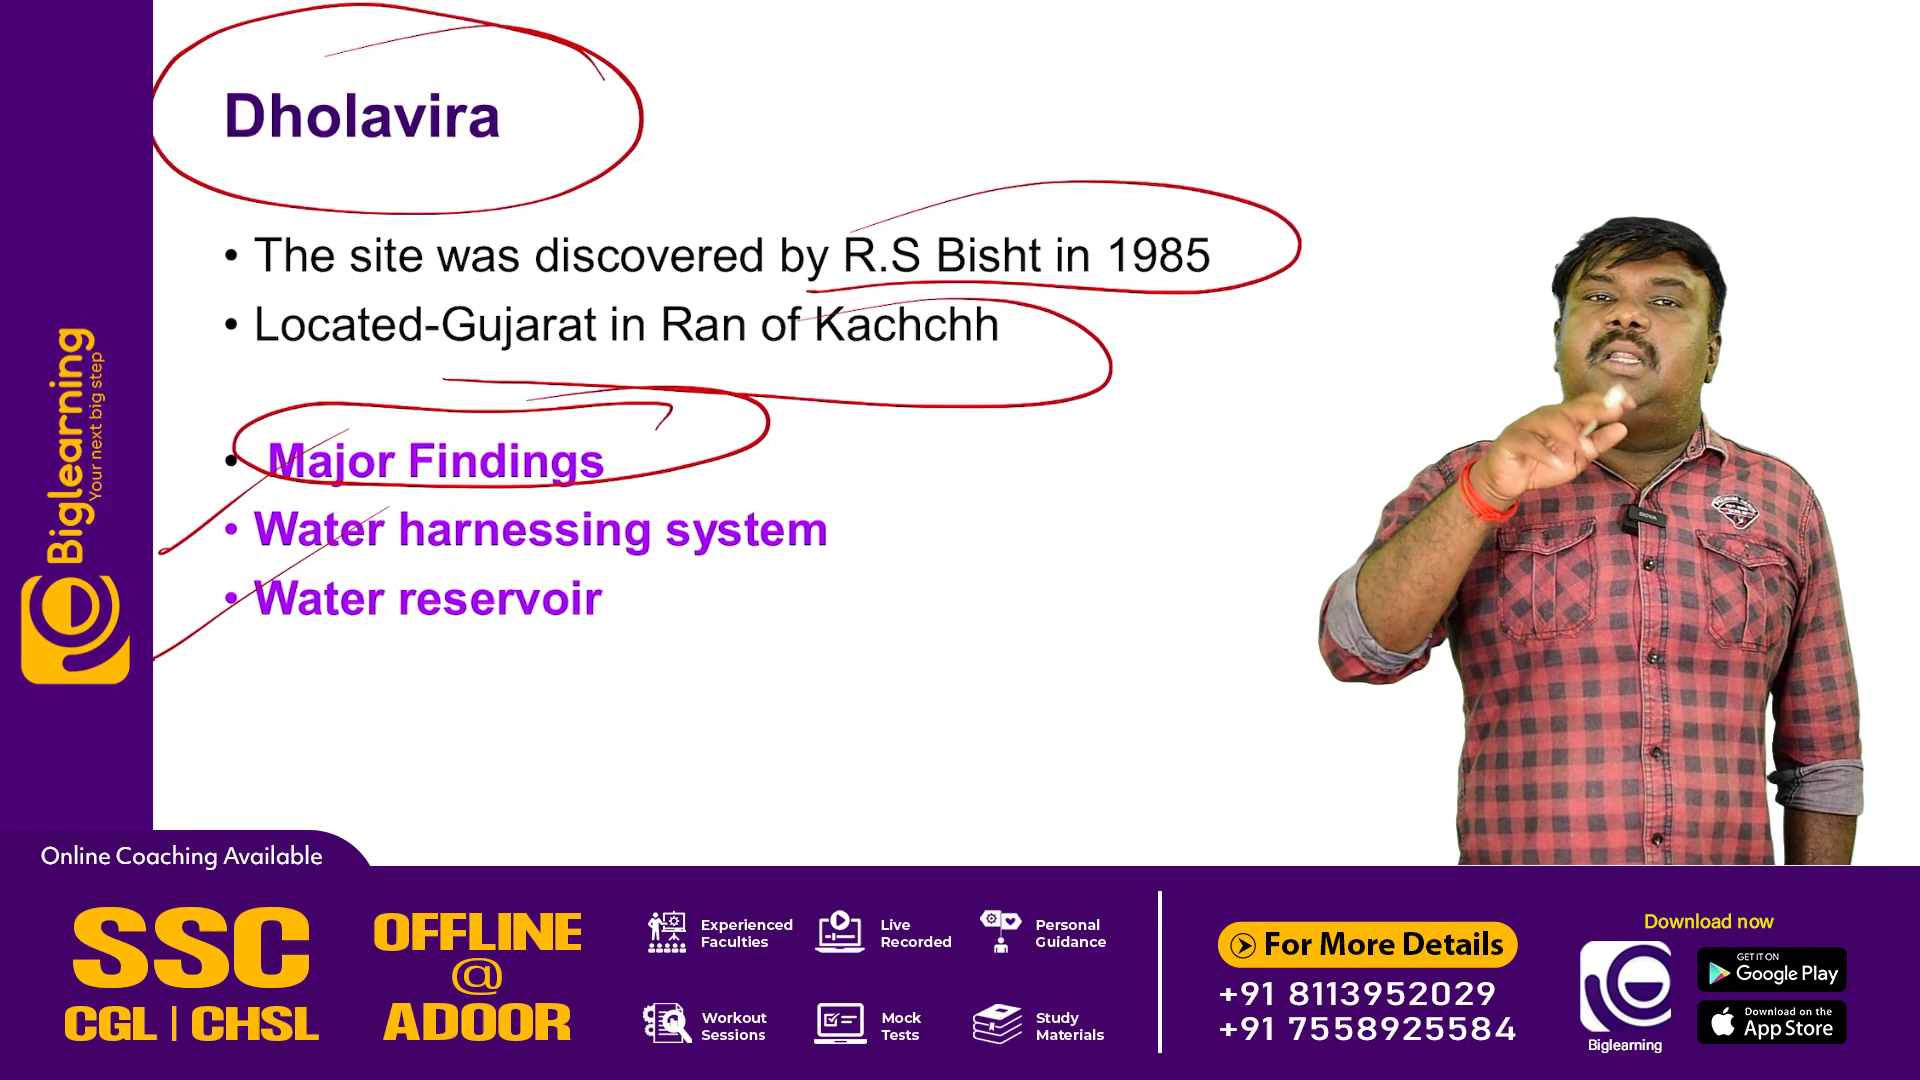 Dholavira
• The site was discovered by R.S Bisht in 1985
• Located-Gujarat in Ran of Kachchh
• Major Findings
• Water harnessing system
• Water reservoir
Biglearning
Your next big step
Online Coaching Available
SSC
CGL | CHSL
OFFLINE
@
ADOOR
Experienced
Faculties
Live
Recorded
Personal
Guidance
Workout
Sessions
Mock
Tests
Study
Materials
For More Details
+91 8113952029
+91 7558925584
Download now
Biglearning
GET IT ON
Google Play
Download on the
App Store
BOYA